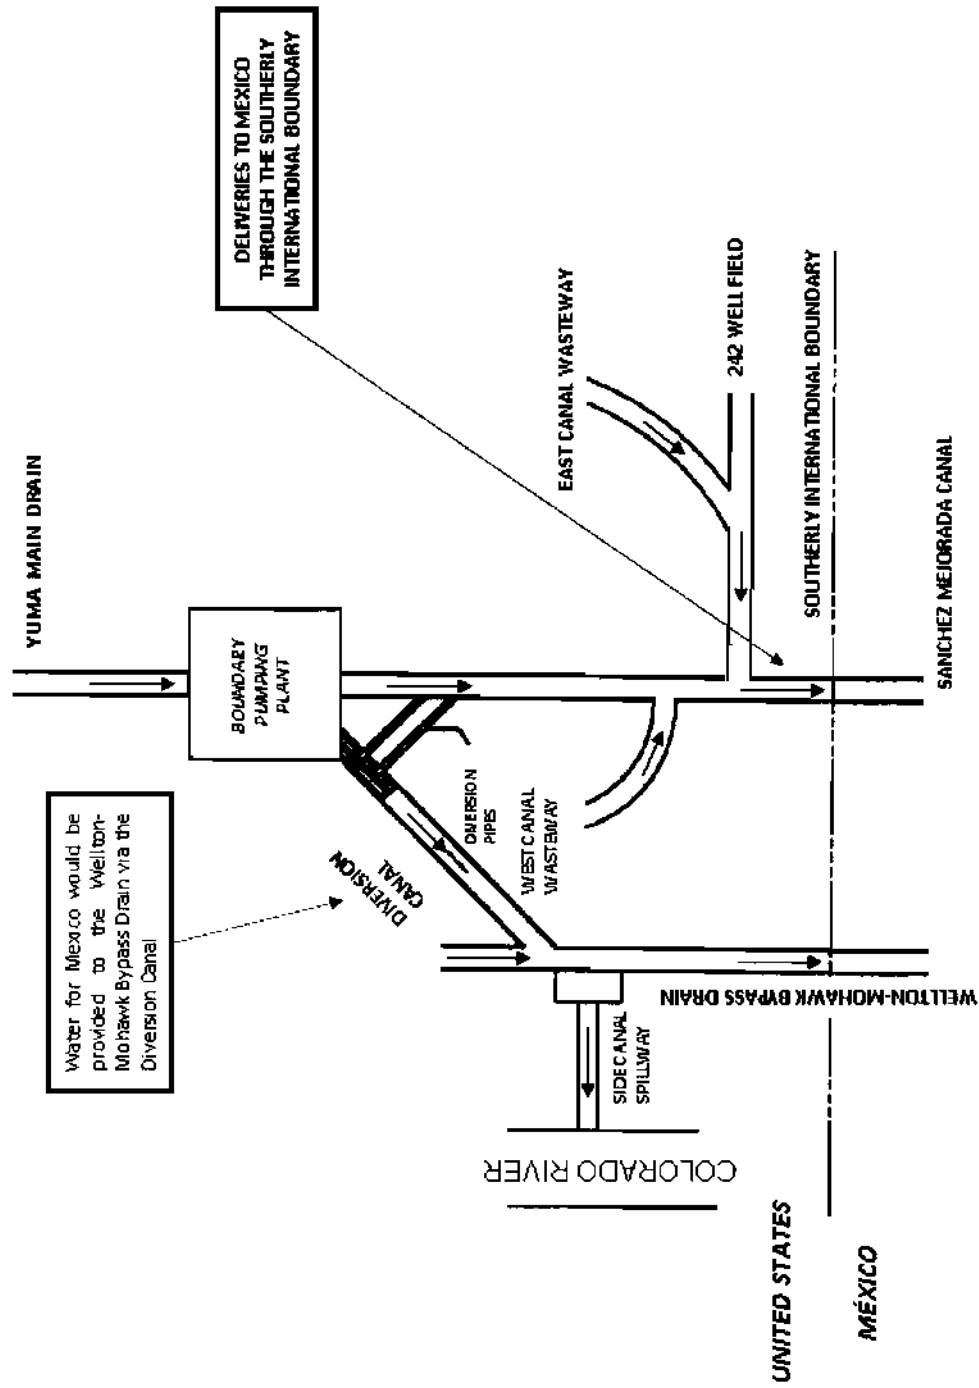 DELIVERIES TO MEXICO
THROUGH THE SOUTHERLY
INTERNATIONAL BOUNDARY
YUMA MAIN DRAIN
BOUNDARY
PUMPING
PLANT
Water for Mexico would be
provided to the Wellton-
Mohawk Bypass Drain via the
Diversion Canal
DIVERSION
CANAL
DIVERSION
PIPES
WEST CANAL
WASTEWAY
EAST CANAL WASTEWAY
242 WELL FIELD
SOUTHERLY INTERNATIONAL BOUNDARY
SANCHEZ MEJORADA CANAL
WELLTON-MOHAWK BYPASS DRAIN
SIDE CANAL
SPILLWAY
COLORADO RIVER
UNITED STATES
MÉXICO